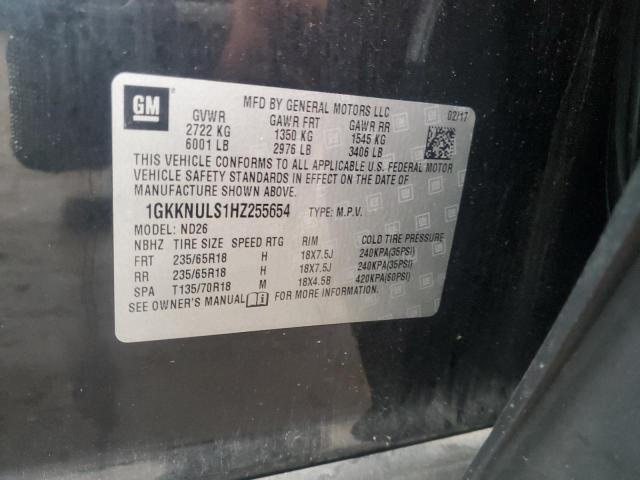 GM
MFD BY GENERAL MOTORS LLC 02/17
GVWR GAWR FRT GAWR RR
2722 KG 1350 KG 1545 KG
6001 LB 2976 LB 3406 LB
THIS VEHICLE CONFORMS TO ALL APPLICABLE U.S. FEDERAL MOTOR
VEHICLE SAFETY STANDARDS IN EFFECT ON THE DATE OF
MANUFACTURE SHOWN ABOVE.
1GKKNULS1HZ255654 TYPE: M.P.V.
MODEL: ND26
NBHZ TIRE SIZE SPEED RTG RIM COLD TIRE PRESSURE
FRT 235/65R18 H 18X7.5J 240KPA(35PSI)
RR 235/65R18 H 18X7.5J 240KPA(35PSI)
SPA T135/70R18 M 18X4.5B 420KPA(60PSI)
SEE OWNER'S MANUAL FOR MORE INFORMATION.